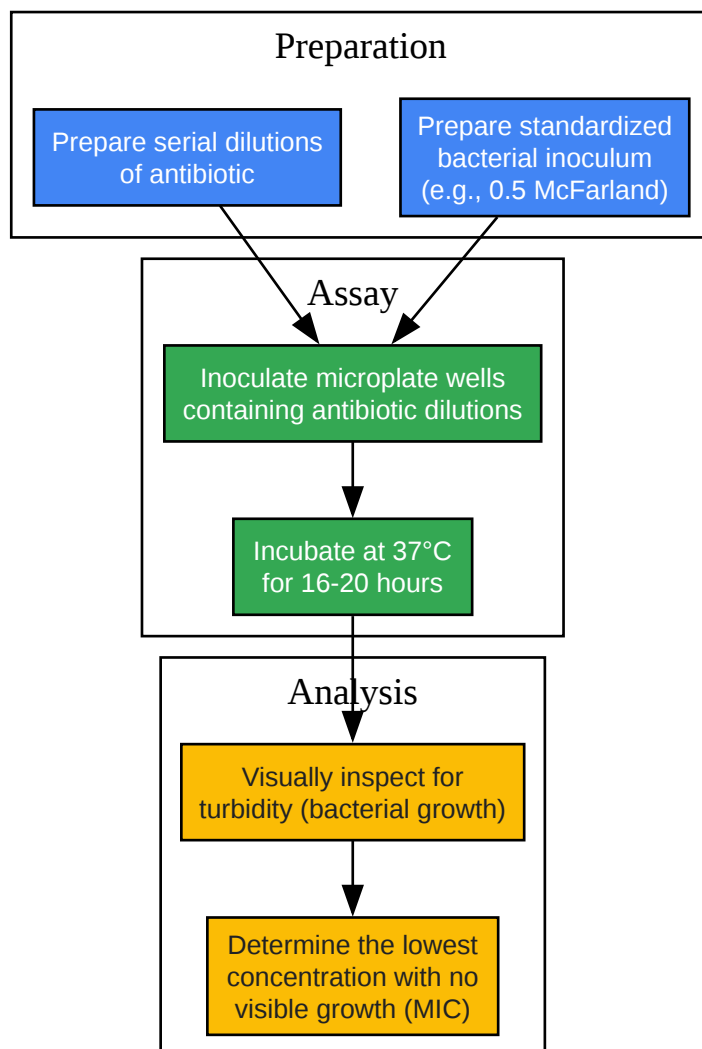 Preparation
Prepare serial dilutions
of antibiotic
Prepare standardized
bacterial inoculum
(e.g., 0.5 McFarland)
Assay
Inoculate microplate wells
containing antibiotic dilutions
Incubate at 37°C
for 16-20 hours
Analysis
Visually inspect for
turbidity (bacterial growth)
Determine the lowest
concentration with no
visible growth (MIC)